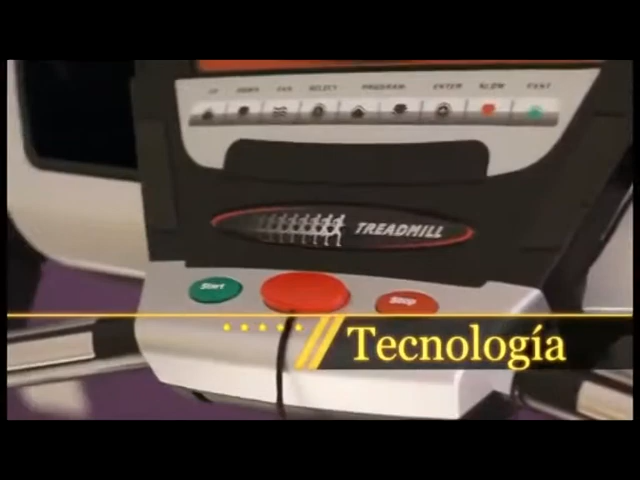 UP DOWN FAN SELECT PROGRAM ENTER SLOW FAST
TREADMILL
Start
Stop
Tecnología